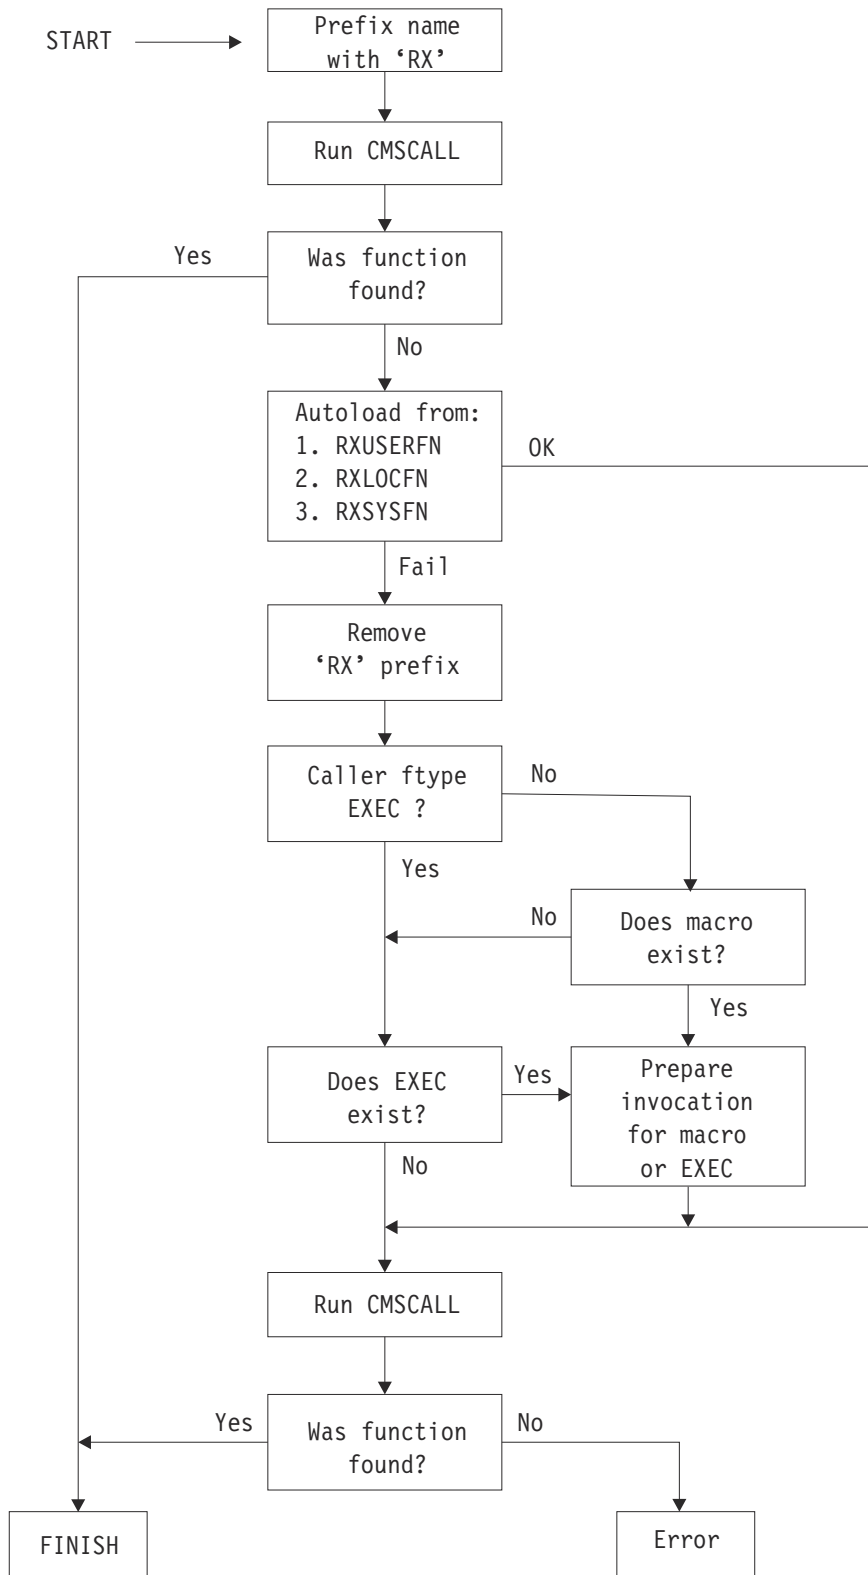 START
Prefix name
with ‘RX’
Run CMSCALL
Yes
Was function
found?
No
Autoload from:
1. RXUSERFN
2. RXLOCFN
3. RXSYSFN
OK
Fail
Remove
‘RX’ prefix
Caller ftype
EXEC ?
No
Yes
No
Does macro
exist?
Yes
Does EXEC
exist?
Yes
Prepare
invocation
for macro
or EXEC
No
Run CMSCALL
Yes
Was function
found?
No
FINISH
Error